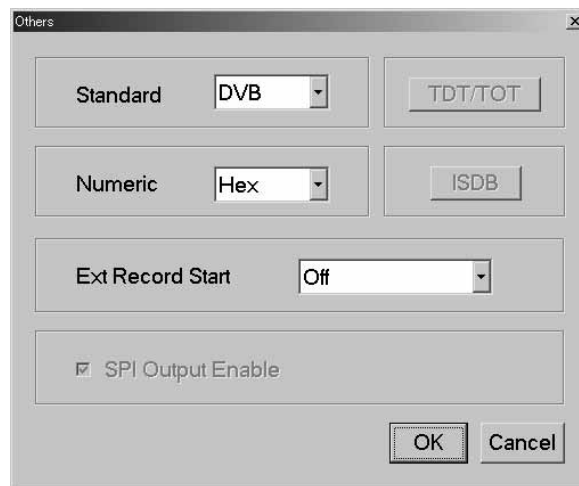 Others
Standard DVB TDT/TOT
Numeric Hex ISDB
Ext Record Start Off
SPI Output Enable
OK Cancel